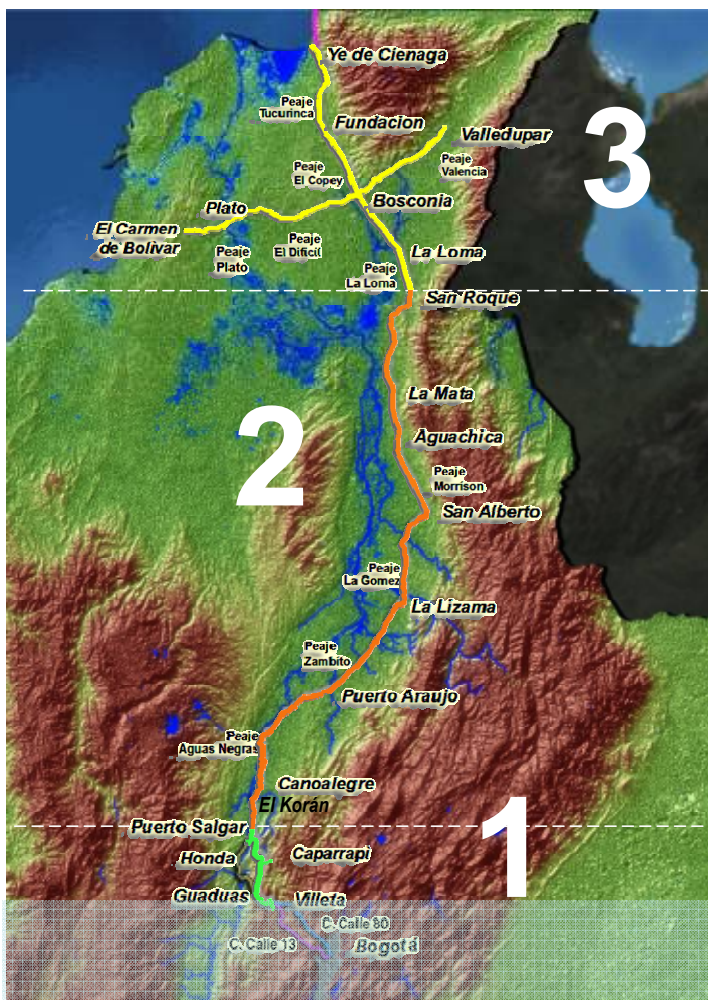 Ye de Cienaga
Peaje
Tucurinca
Fundacion
Valledupar
3
Peaje
Valencia
Peaje
El Copey
Bosconia
Plato
El Carmen
de Bolivar
Peaje
El Dificil
Peaje
Plato
La Loma
Peaje
La Loma
San Roque
La Mata
2
Aguachica
Peaje
Morrison
San Alberto
Peaje
La Gomez
La Lizama
Peaje
Zambito
Puerto Araujo
Peaje
Aguas Negras
Canoalegre
El Korán
1
Puerto Salgar
Honda
Caparrapi
Guaduas
Villeta
C. Calle 80
C. Calle 13
Bogotá